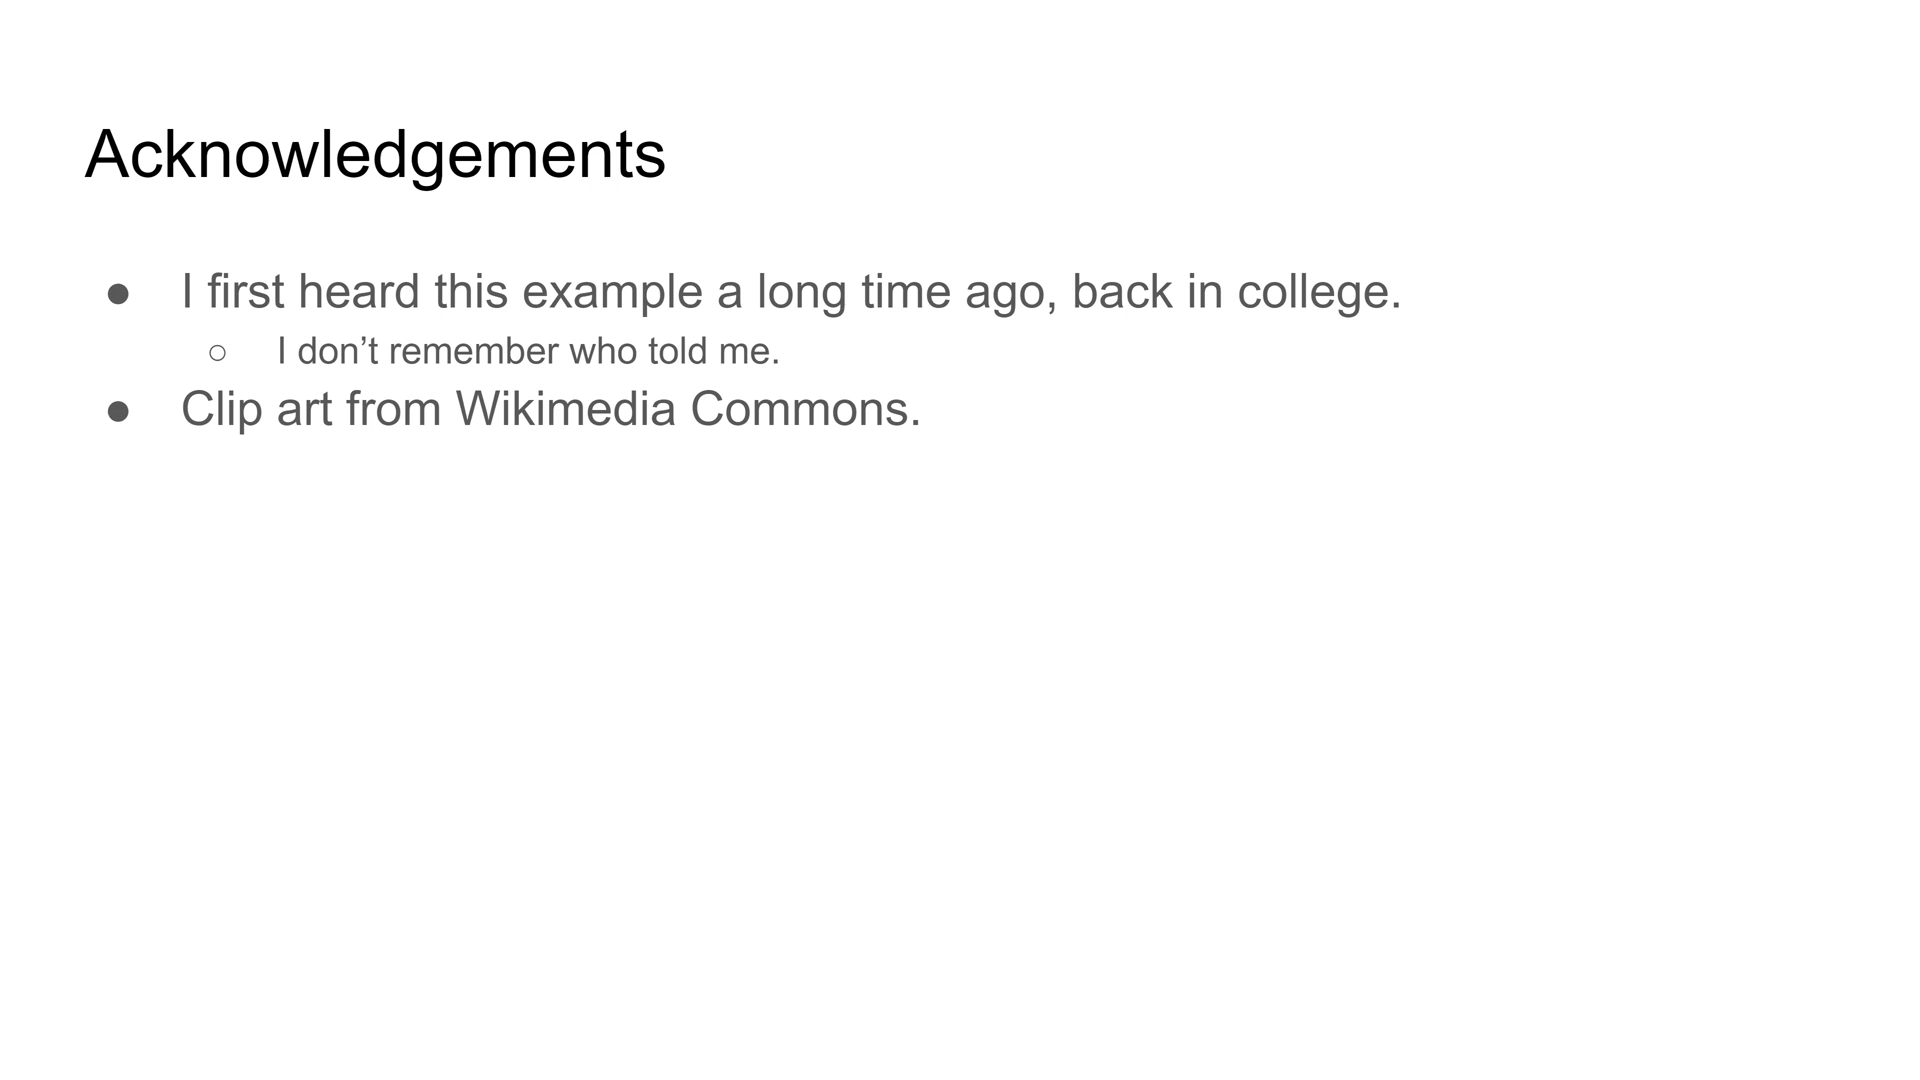 Acknowledgements
● I first heard this example a long time ago, back in college.
○ I don’t remember who told me.
● Clip art from Wikimedia Commons.